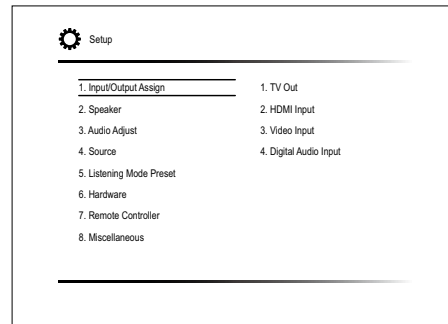 Setup
1. Input/Output Assign
2. Speaker
3. Audio Adjust
4. Source
5. Listening Mode Preset
6. Hardware
7. Remote Controller
8. Miscellaneous
1. TV Out
2. HDMI Input
3. Video Input
4. Digital Audio Input